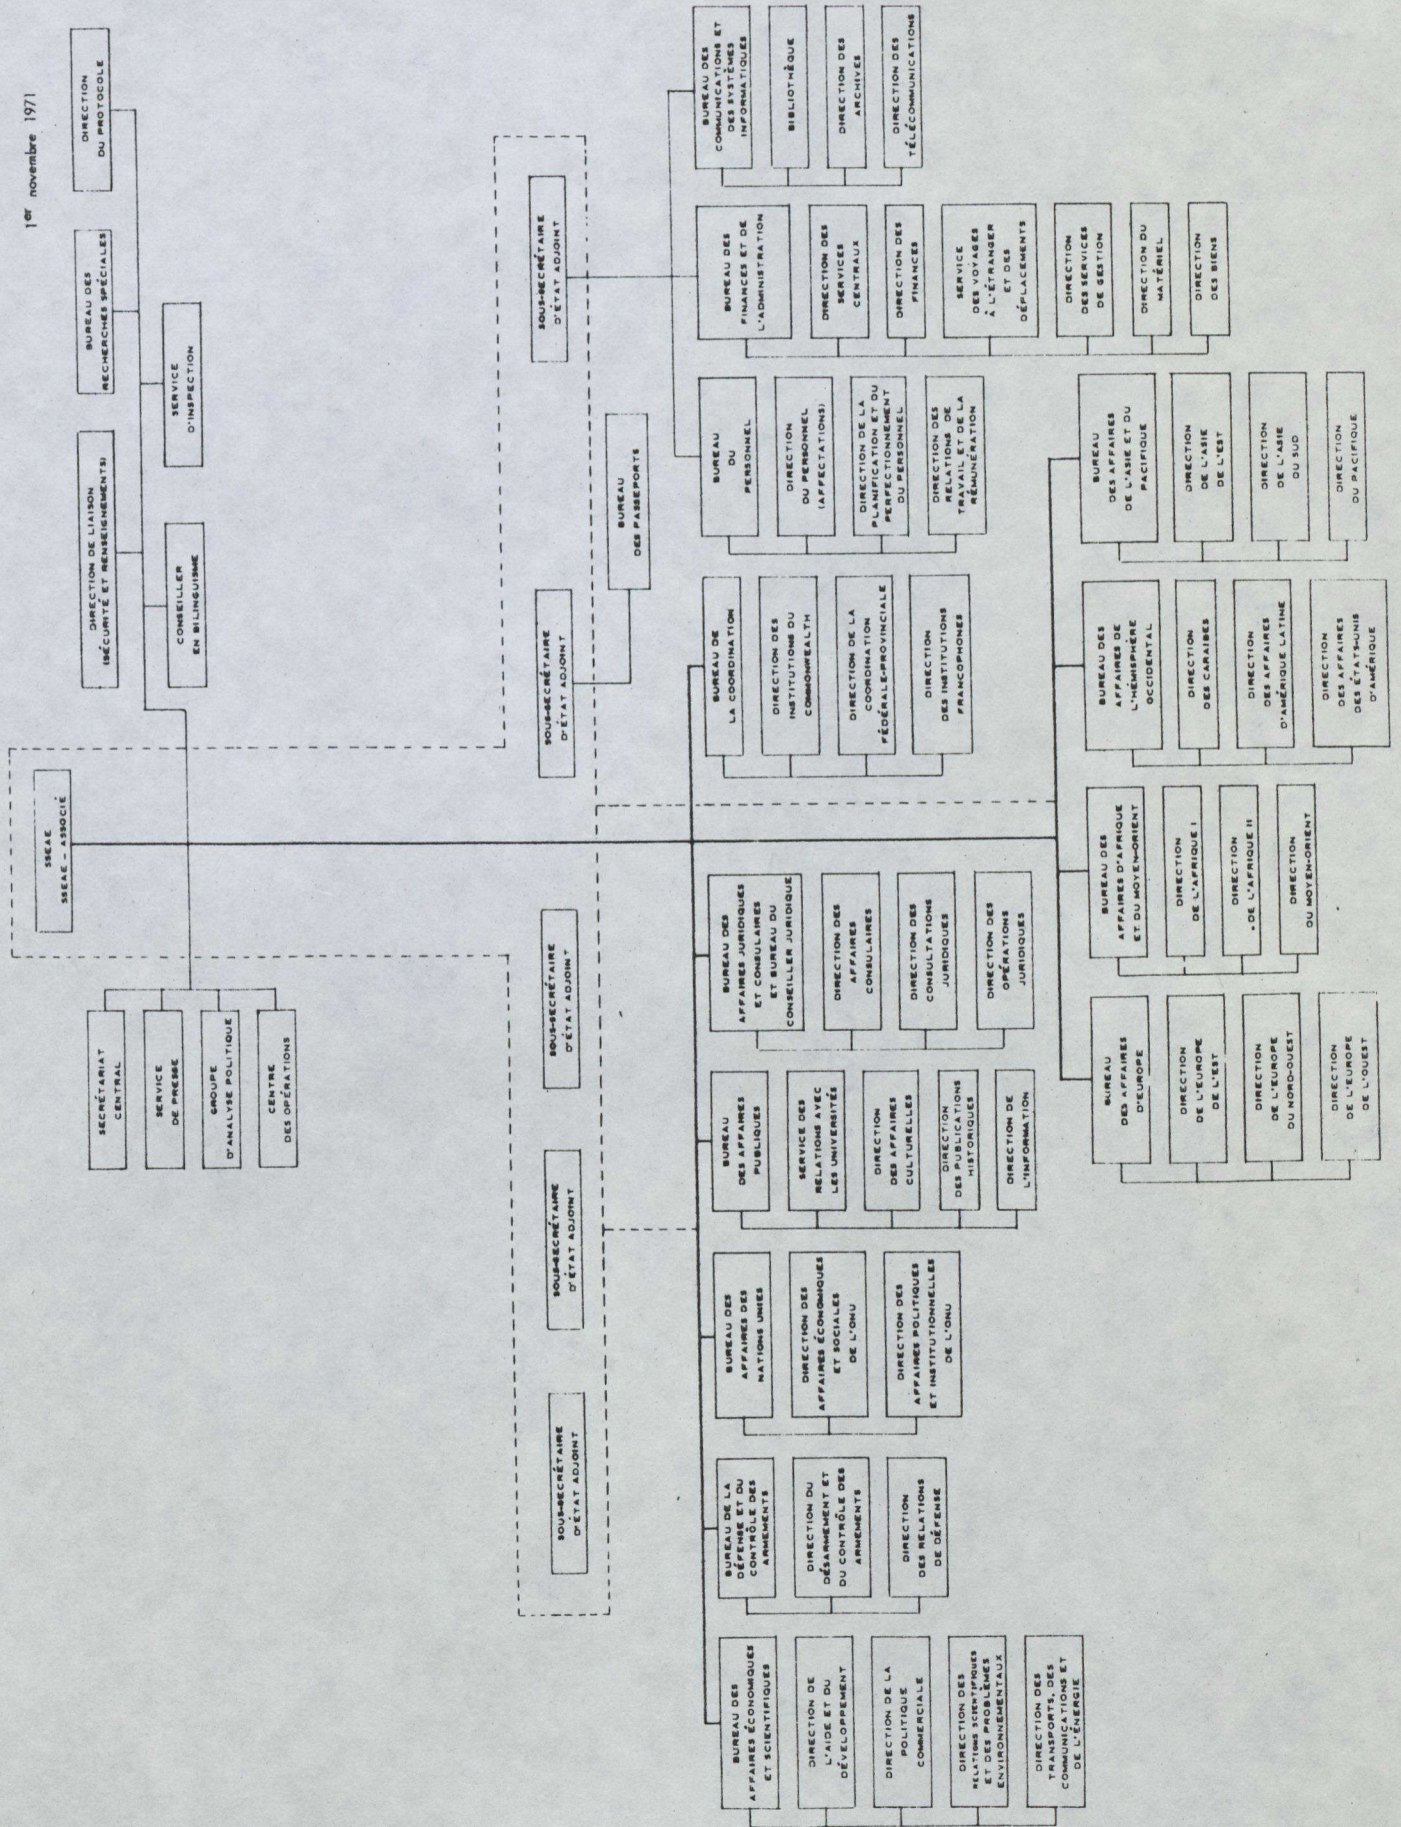 1er novembre 1971
SSEAE
SSEAE - ASSOCIÉ
SECRÉTARIAT
CENTRAL
SERVICE
DE PRESSE
GROUPE
D'ANALYSE POLITIQUE
CENTRE
DES OPÉRATIONS
DIRECTION DE LIAISON
(SÉCURITÉ ET RENSEIGNEMENTS)
BUREAU DES
RECHERCHES SPÉCIALES
DIRECTION
DU PROTOCOLE
CONSEILLER
EN BILINGUISME
SERVICE
D'INSPECTION
SOUS-SECRÉTAIRE
D'ÉTAT ADJOINT
SOUS-SECRÉTAIRE
D'ÉTAT ADJOINT
SOUS-SECRÉTAIRE
D'ÉTAT ADJOINT
SOUS-SECRÉTAIRE
D'ÉTAT ADJOINT
SOUS-SECRÉTAIRE
D'ÉTAT ADJOINT
BUREAU
DES PASSEPORTS
BUREAU DES
AFFAIRES ÉCONOMIQUES
ET SCIENTIFIQUES
DIRECTION DE
L'AIDE ET DU
DÉVELOPPEMENT
DIRECTION DE LA
POLITIQUE
COMMERCIALE
DIRECTION DES
RELATIONS SCIENTIFIQUES
ET DES PROBLÈMES
ENVIRONNEMENTAUX
DIRECTION DES
TRANSPORTS, DES
COMMUNICATIONS ET
DE L'ÉNERGIE
BUREAU DE LA
DÉFENSE ET DU
CONTRÔLE DES
ARMEMENTS
DIRECTION DU
DÉSARMEMENT ET
DU CONTRÔLE DES
ARMEMENTS
DIRECTION
DES RELATIONS
DE DÉFENSE
BUREAU DES
AFFAIRES DES
NATIONS UNIES
DIRECTION DES
AFFAIRES ÉCONOMIQUES
ET SOCIALES
DE L'ONU
DIRECTION DES
AFFAIRES POLITIQUES
ET INSTITUTIONNELLES
DE L'ONU
BUREAU
DES AFFAIRES
PUBLIQUES
SERVICE DES
RELATIONS AVEC
LES UNIVERSITÉS
DIRECTION
DES AFFAIRES
CULTURELLES
DIRECTION
DES PUBLICATIONS
HISTORIQUES
DIRECTION DE
L'INFORMATION
BUREAU DES
AFFAIRES JURIDIQUES
ET CONSULAIRES
ET BUREAU DU
CONSEILLER JURIDIQUE
DIRECTION DES
AFFAIRES
CONSULAIRES
DIRECTION DES
CONSULTATIONS
JURIDIQUES
DIRECTION DES
OPÉRATIONS
JURIDIQUES
BUREAU DE
LA COORDINATION
DIRECTION DES
INSTITUTIONS DU
COMMONWEALTH
DIRECTION DE LA
COORDINATION
FÉDÉRALE-PROVINCIALE
DIRECTION
DES INSTITUTIONS
FRANCOPHONES
BUREAU
DU
PERSONNEL
DIRECTION
DU PERSONNEL
(AFFECTATIONS)
DIRECTION DE LA
PLANIFICATION ET DU
PERFECTIONNEMENT
DU PERSONNEL
DIRECTION DES
RELATIONS DE
TRAVAIL ET DE LA
RÉMUNÉRATION
BUREAU DES
FINANCES ET DE
L'ADMINISTRATION
DIRECTION DES
SERVICES
CENTRAUX
DIRECTION DES
FINANCES
SERVICE
DES VOYAGES
À L'ÉTRANGER
ET DES
DÉPLACEMENTS
DIRECTION
DES SERVICES
DE GESTION
DIRECTION DU
MATÉRIEL
DIRECTION
DES BIENS
BUREAU DES
COMMUNICATIONS ET
DES SYSTÈMES
INFORMATIQUES
BIBLIOTHÈQUE
DIRECTION DES
ARCHIVES
DIRECTION DES
TÉLÉCOMMUNICATIONS
BUREAU
DES AFFAIRES
D'EUROPE
DIRECTION
DE L'EUROPE
DE L'EST
DIRECTION
DE L'EUROPE
DU NORD-OUEST
DIRECTION
DE L'EUROPE
DE L'OUEST
BUREAU DES
AFFAIRES D'AFRIQUE
ET DU MOYEN-ORIENT
DIRECTION
DE L'AFRIQUE I
DIRECTION
DE L'AFRIQUE II
DIRECTION
DU MOYEN-ORIENT
BUREAU DES
AFFAIRES DE
L'HÉMISPHÈRE
OCCIDENTAL
DIRECTION
DES CARAÏBES
DIRECTION
DES AFFAIRES
D'AMÉRIQUE LATINE
DIRECTION
DES AFFAIRES
DES ÉTATS-UNIS
D'AMÉRIQUE
BUREAU
DES AFFAIRES
DE L'ASIE ET DU
PACIFIQUE
DIRECTION
DE L'ASIE
DE L'EST
DIRECTION
DE L'ASIE
DU SUD
DIRECTION
DU PACIFIQUE